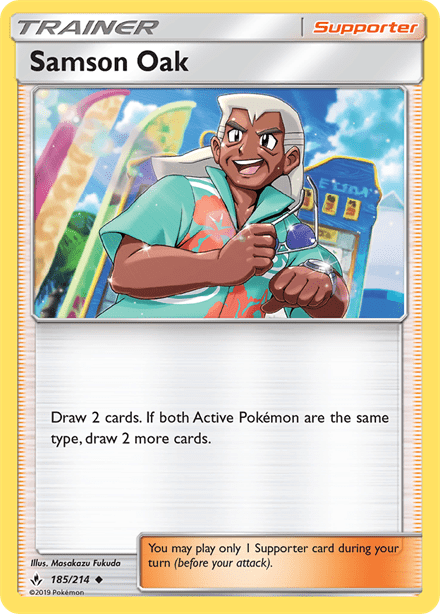 TRAINER
Supporter
Samson Oak
Draw 2 cards. If both Active Pokémon are the same
type, draw 2 more cards.
Illus. Masakazu Fukuda
185/214
©2019 Pokémon
You may play only 1 Supporter card during your
turn (before your attack).